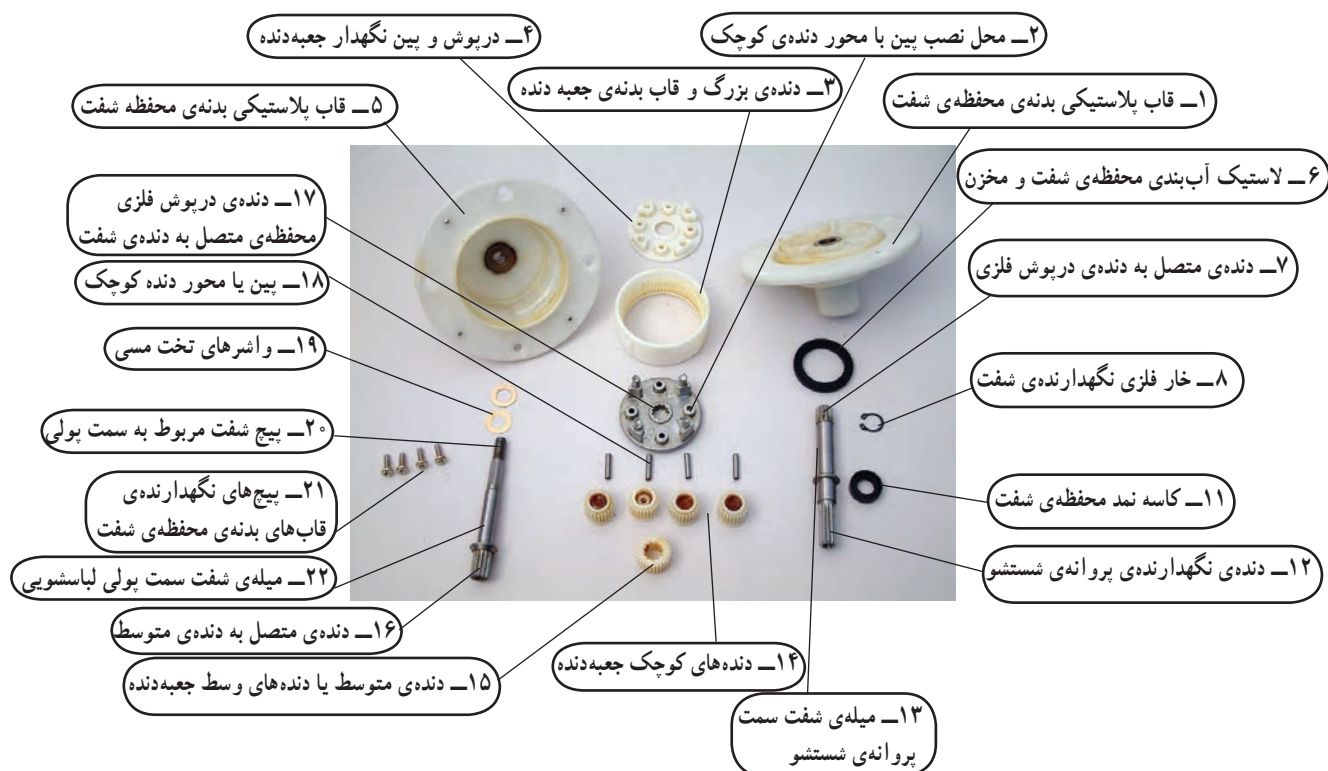 ۴ــ درپوش و پین نگهدار جعبه‌دنده
۲ــ محل نصب پین با محور دنده‌ی کوچک
۳ــ دنده‌ی بزرگ و قاب بدنه‌ی جعبه دنده
۵ــ قاب پلاستیکی بدنه‌ی محفظه شفت
۱ــ قاب پلاستیکی بدنه‌ی محفظه‌ی شفت
۶ــ لاستیک آب‌بندی محفظه‌ی شفت و مخزن
۱۷ــ دنده‌ی درپوش فلزی
محفظه‌ی متصل به دنده‌ی شفت
۷ــ دنده‌ی متصل به دنده‌ی درپوش فلزی
۱۸ــ پین یا محور دنده کوچک
۱۹ــ واشرهای تخت مسی
۸ــ خار فلزی نگهدارنده‌ی شفت
۲۰ــ پیچ شفت مربوط به سمت پولی
۲۱ــ پیچ‌های نگهدارنده‌ی
قاب‌های بدنه‌ی محفظه‌ی شفت
۱۱ــ کاسه نمد محفظه‌ی شفت
۲۲ــ میله‌ی شفت سمت پولی لباسشویی
۱۲ــ دنده‌ی نگهدارنده‌ی پروانه‌ی شستشو
۱۶ــ دنده‌ی متصل به دنده‌ی متوسط
۱۴ــ دنده‌های کوچک جعبه‌دنده
۱۵ــ دنده‌ی متوسط یا دنده‌های وسط جعبه‌دنده
۱۳ــ میله‌ی شفت سمت
پروانه‌ی شستشو